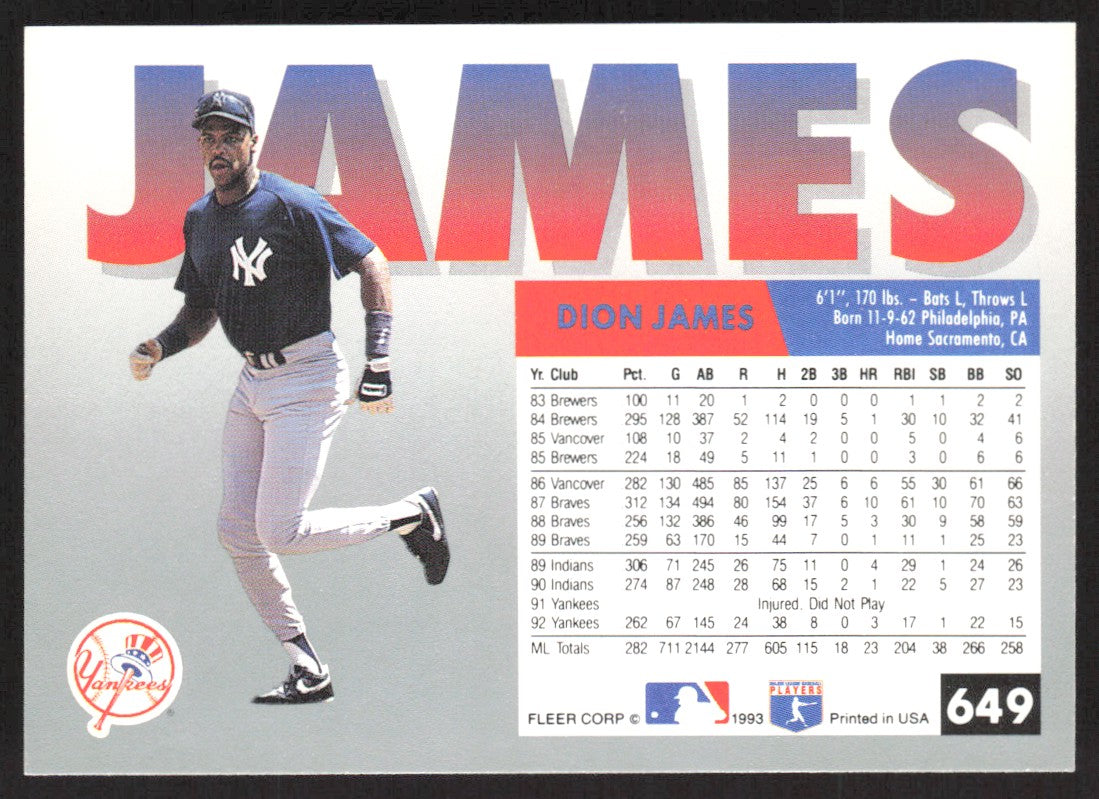 JAMES
NY
DION JAMES
6'1", 170 lbs. – Bats L, Throws L
Born 11-9-62 Philadelphia, PA
Home Sacramento, CA
Yr. Club Pct. G AB R H 2B 3B HR RBI SB BB SO
83 Brewers 100 11 20 1 2 0 0 0 1 1 2 2
84 Brewers 295 128 387 52 114 19 5 1 30 10 32 41
85 Vancover 108 10 37 2 4 2 0 0 5 0 4 6
85 Brewers 224 18 49 5 11 1 0 0 3 0 6 6
86 Vancover 282 130 485 85 137 25 6 6 55 30 61 66
87 Braves 312 134 494 80 154 37 6 10 61 10 70 63
88 Braves 256 132 386 46 99 17 5 3 30 9 58 59
89 Braves 259 63 170 15 44 7 0 1 11 1 25 23
89 Indians 306 71 245 26 75 11 0 4 29 1 24 26
90 Indians 274 87 248 28 68 15 2 1 22 5 27 23
91 Yankees Injured, Did Not Play
92 Yankees 262 67 145 24 38 8 0 3 17 1 22 15
ML Totals 282 711 2144 277 605 115 18 23 204 38 266 258
Yankees
®
MAJOR LEAGUE BASEBALL
PLAYERS
FLEER CORP © 1993 Printed in USA
649